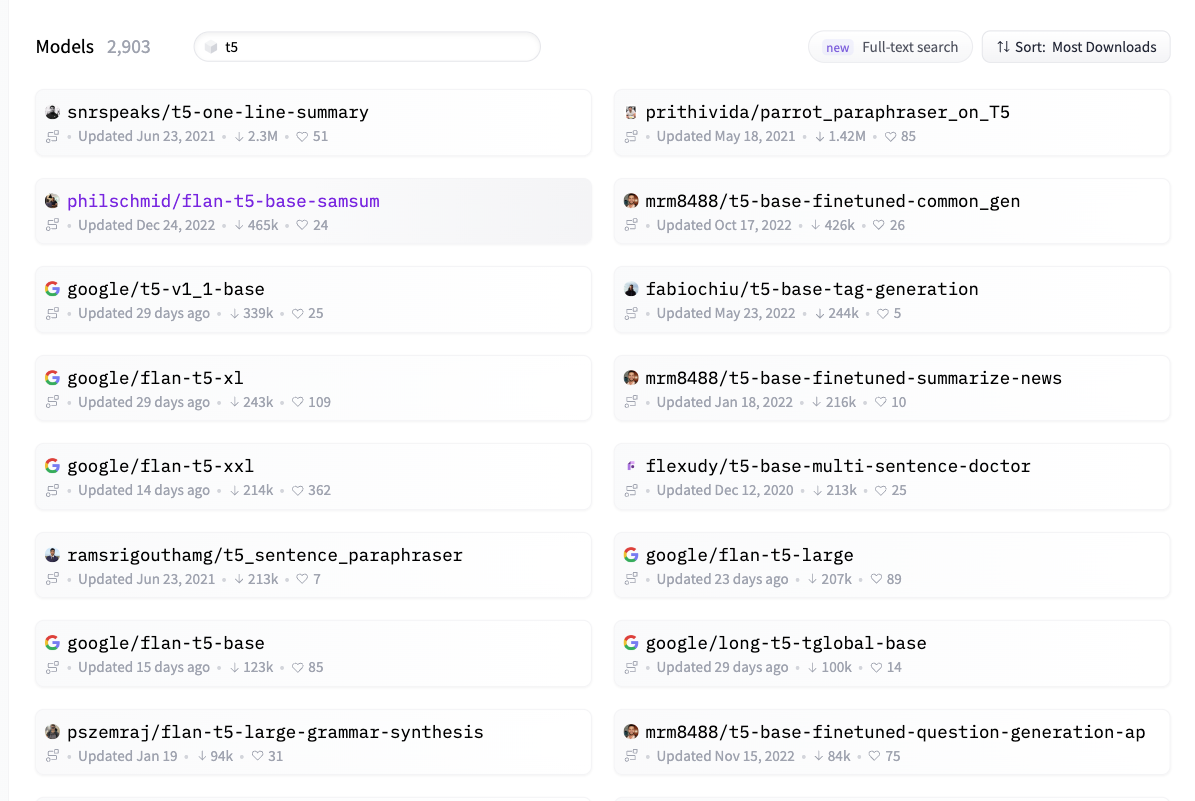 Models 2,903
t5
new Full-text search
Sort: Most Downloads
snrspeaks/t5-one-line-summary
Updated Jun 23, 2021 • 2.3M • 51
prithivida/parrot_paraphraser_on_T5
Updated May 18, 2021 • 1.42M • 85
philschmid/flan-t5-base-samsum
Updated Dec 24, 2022 • 465k • 24
mrm8488/t5-base-finetuned-common_gen
Updated Oct 17, 2022 • 426k • 26
google/t5-v1_1-base
Updated 29 days ago • 339k • 25
fabiochiu/t5-base-tag-generation
Updated May 23, 2022 • 244k • 5
google/flan-t5-xl
Updated 29 days ago • 243k • 109
mrm8488/t5-base-finetuned-summarize-news
Updated Jan 18, 2022 • 216k • 10
google/flan-t5-xxl
Updated 14 days ago • 214k • 362
flexudy/t5-base-multi-sentence-doctor
Updated Dec 12, 2020 • 213k • 25
ramsrigouthamg/t5_sentence_paraphraser
Updated Jun 23, 2021 • 213k • 7
google/flan-t5-large
Updated 23 days ago • 207k • 89
google/flan-t5-base
Updated 15 days ago • 123k • 85
google/long-t5-tglobal-base
Updated 29 days ago • 100k • 14
pszemraj/flan-t5-large-grammar-synthesis
Updated Jan 19 • 94k • 31
mrm8488/t5-base-finetuned-question-generation-ap
Updated Nov 15, 2022 • 84k • 75